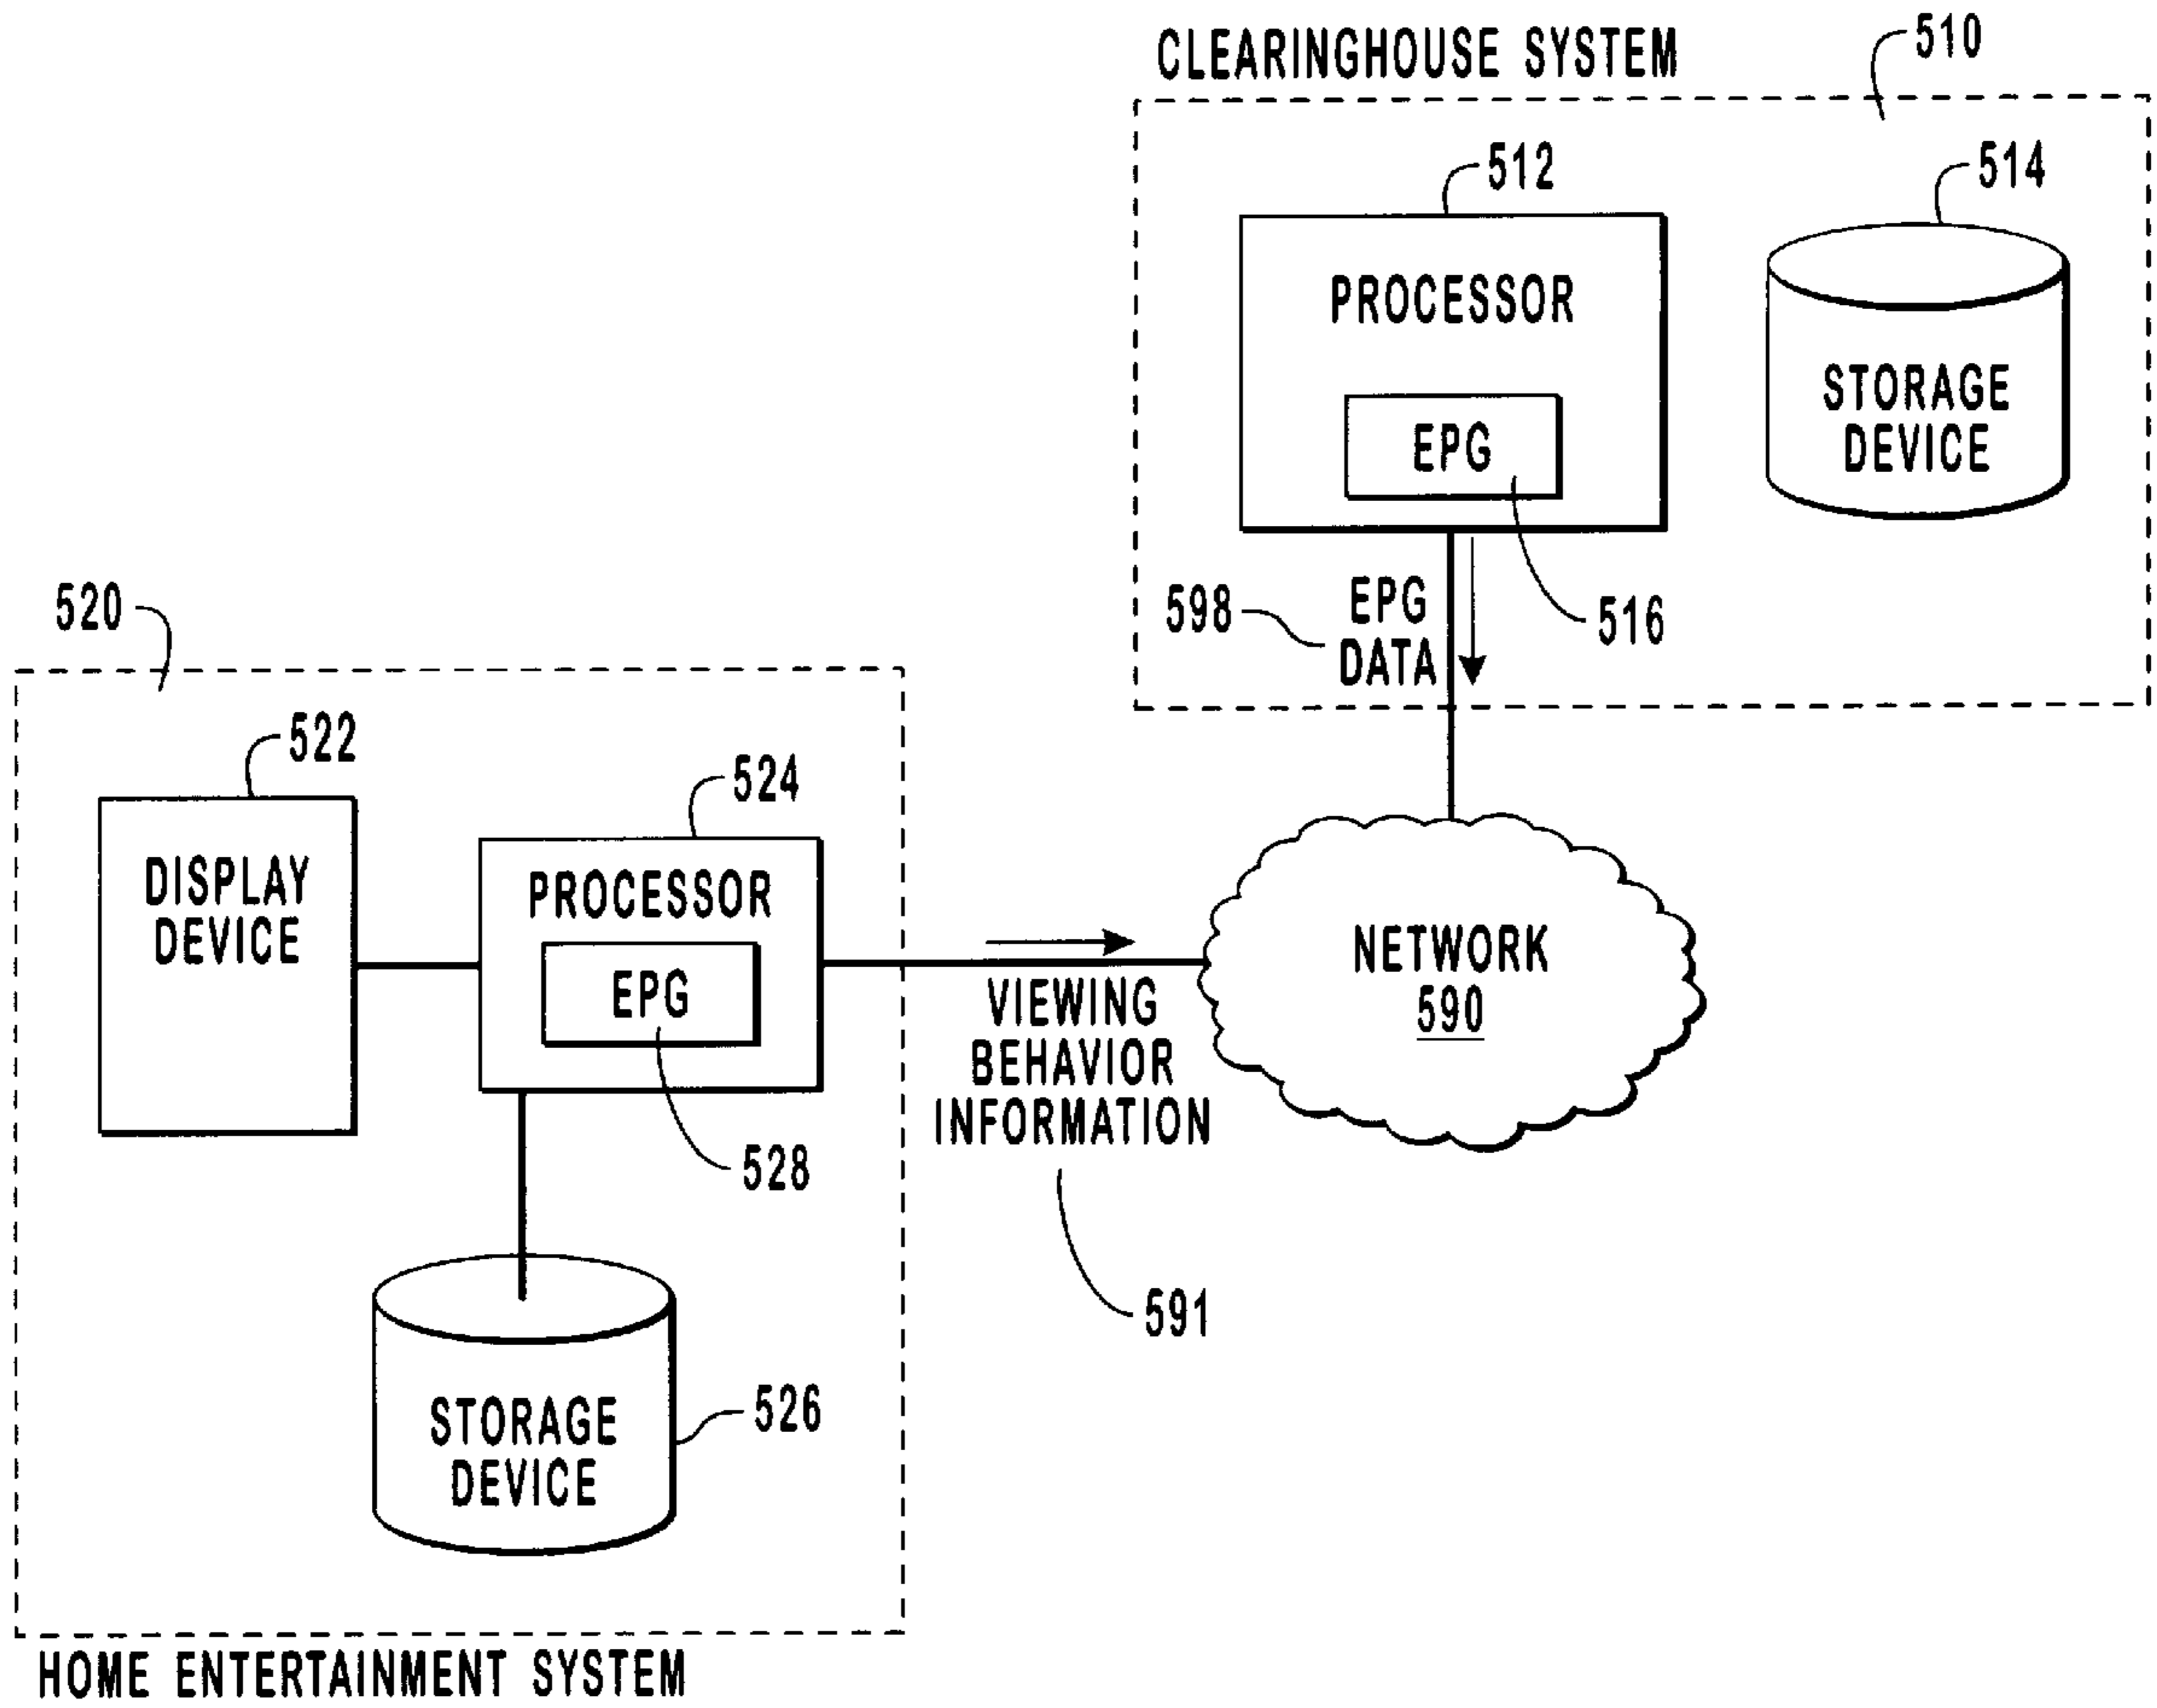 CLEARINGHOUSE SYSTEM
510
512
514
PROCESSOR
EPG
STORAGE
DEVICE
598
EPG
DATA
516
520
522
524
DISPLAY
DEVICE
PROCESSOR
EPG
528
VIEWING
BEHAVIOR
INFORMATION
591
NETWORK
590
STORAGE
DEVICE
526
HOME ENTERTAINMENT SYSTEM